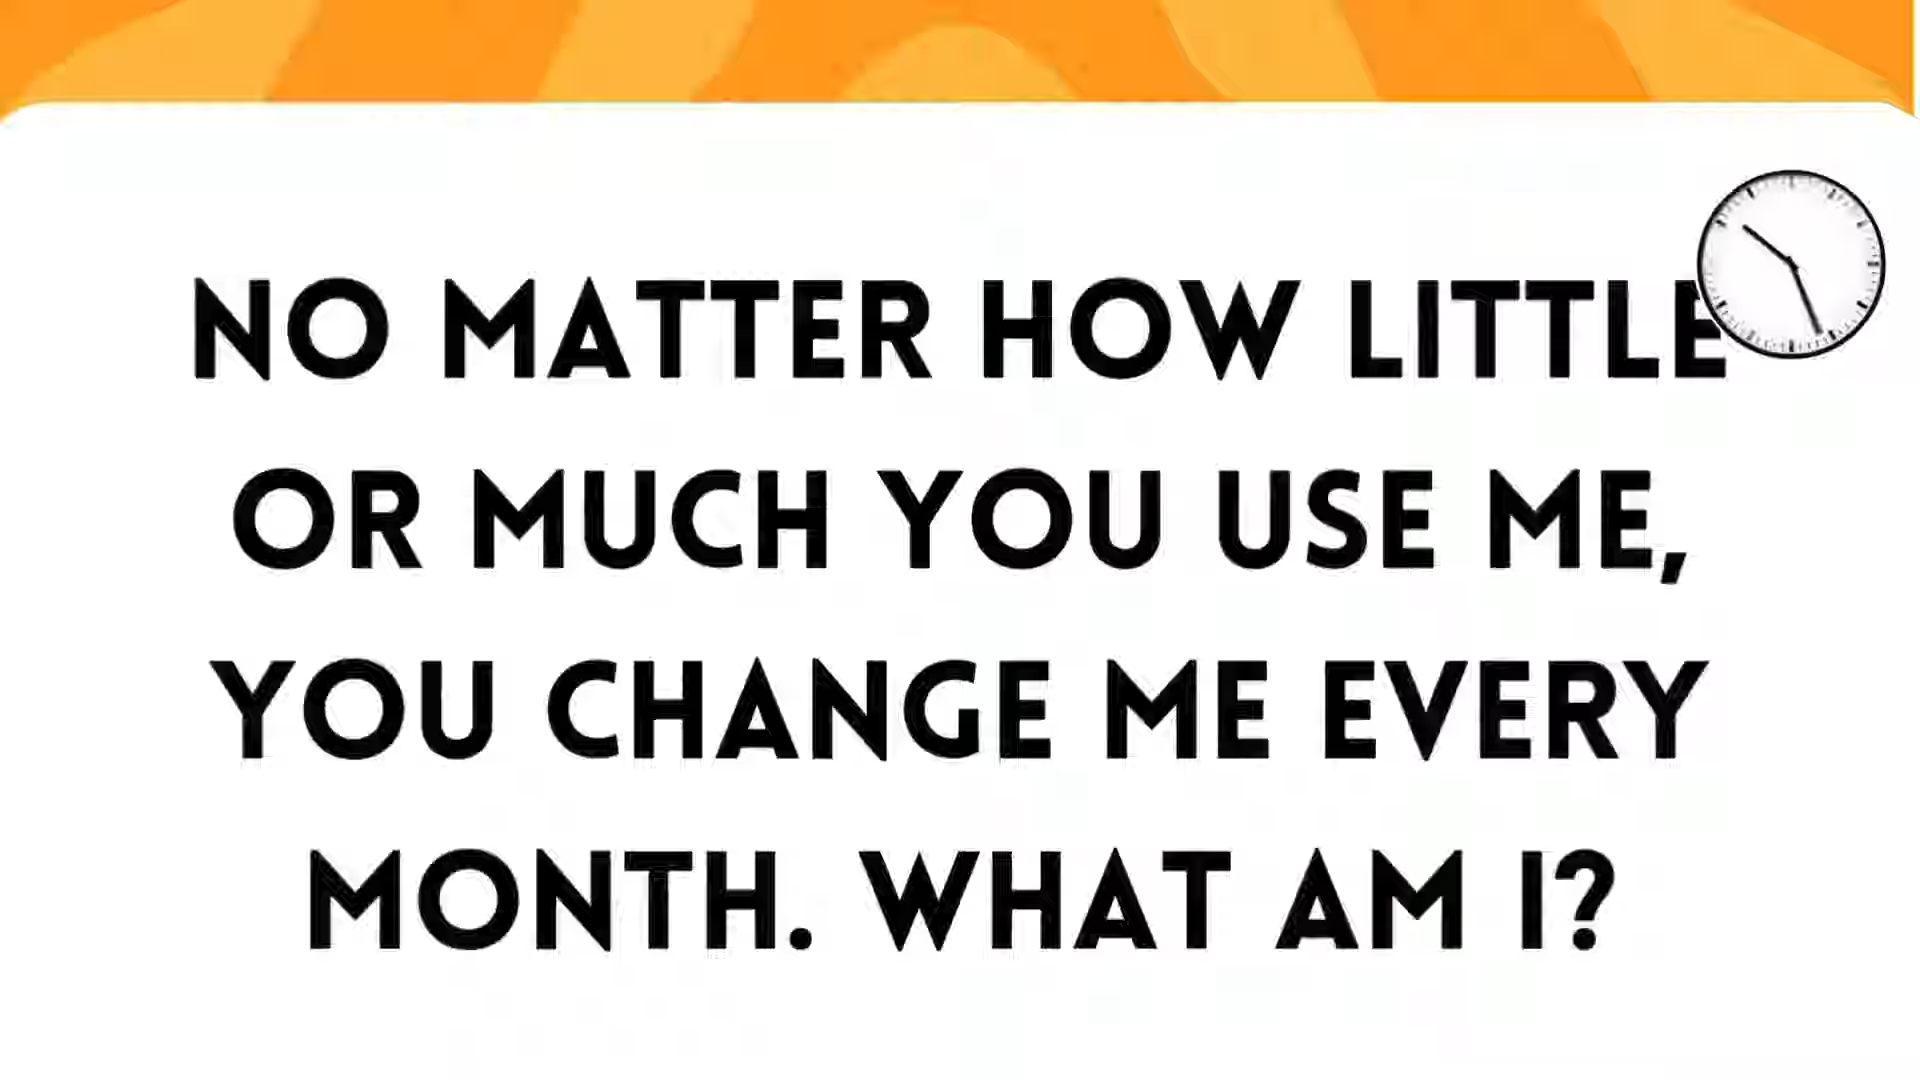 NO MATTER HOW LITTLE
OR MUCH YOU USE ME,
YOU CHANGE ME EVERY
MONTH. WHAT AM I?